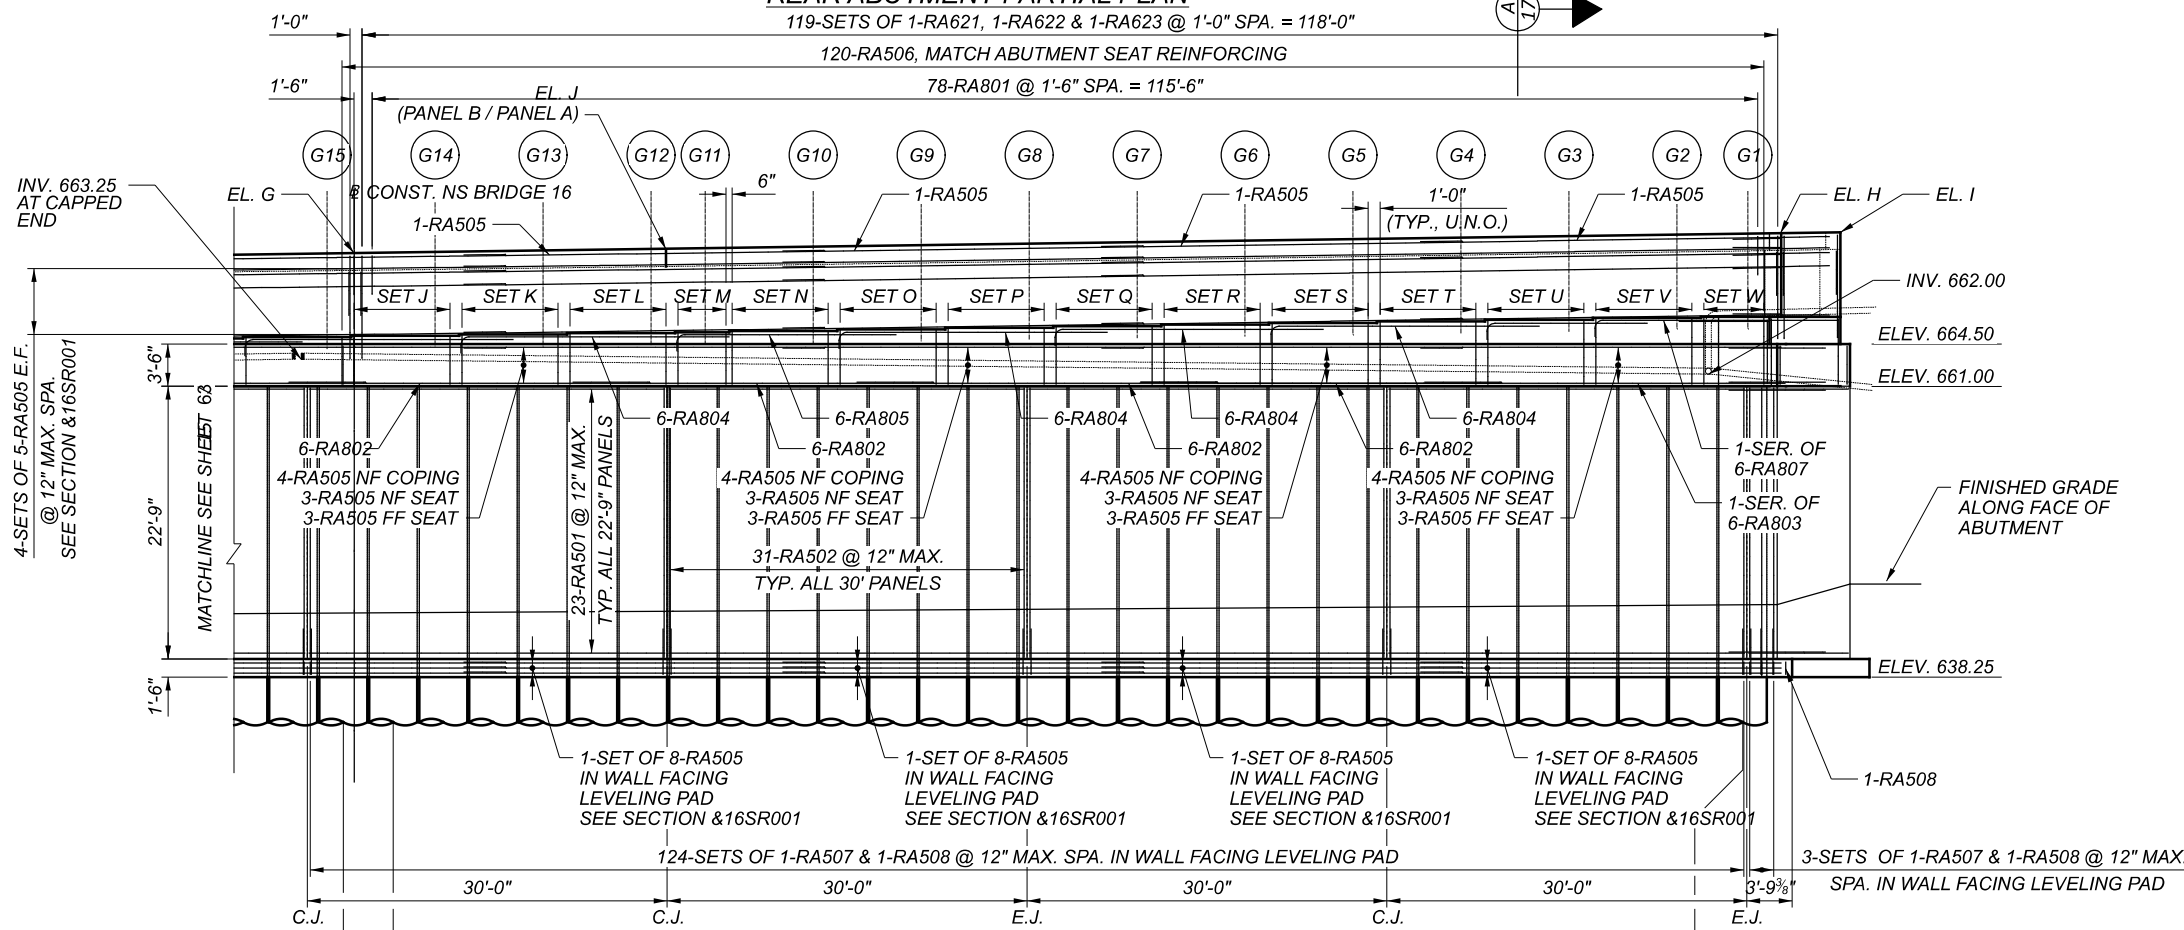 REAR ABUTMENT PARTIAL PLAN
1'-0"
119-SETS OF 1-RA621, 1-RA622 & 1-RA623 @ 1'-0" SPA. = 118'-0"
A
17
120-RA506, MATCH ABUTMENT SEAT REINFORCING
1'-6"
78-RA801 @ 1'-6" SPA. = 115'-6"
EL. J
(PANEL B / PANEL A)
G15
G14
G13
G12
G11
G10
G9
G8
G7
G6
G5
G4
G3
G2
G1
INV. 663.25
AT CAPPED
END
EL. G
CONST. NS BRIDGE 16
1-RA505
6"
1-RA505
1-RA505
1'-0"
(TYP., U.N.O.)
1-RA505
EL. H
EL. I
INV. 662.00
SET J
SET K
SET L
SET M
SET N
SET O
SET P
SET Q
SET R
SET S
SET T
SET U
SET V
SET W
ELEV. 664.50
ELEV. 661.00
4-SETS OF 5-RA505 E.F.
@ 12" MAX. SPA.
SEE SECTION &16SR001
3'-6"
22'-9"
1'-6"
MATCHLINE SEE SHEET
6-RA804
6-RA805
6-RA804
6-RA804
6-RA804
6-RA802
6-RA802
6-RA802
6-RA802
1-SER. OF
6-RA807
1-SER. OF
6-RA803
4-RA505 NF COPING
3-RA505 NF SEAT
3-RA505 FF SEAT
4-RA505 NF COPING
3-RA505 NF SEAT
3-RA505 FF SEAT
4-RA505 NF COPING
3-RA505 NF SEAT
3-RA505 FF SEAT
4-RA505 NF COPING
3-RA505 NF SEAT
3-RA505 FF SEAT
FINISHED GRADE
ALONG FACE OF
ABUTMENT
23-RA501 @ 12" MAX.
TYP. ALL 22'-9" PANELS
31-RA502 @ 12" MAX.
TYP. ALL 30' PANELS
ELEV. 638.25
1-SET OF 8-RA505
IN WALL FACING
LEVELING PAD
SEE SECTION &16SR001
1-SET OF 8-RA505
IN WALL FACING
LEVELING PAD
SEE SECTION &16SR001
1-SET OF 8-RA505
IN WALL FACING
LEVELING PAD
SEE SECTION &16SR001
1-SET OF 8-RA505
IN WALL FACING
LEVELING PAD
SEE SECTION &16SR001
1-RA508
124-SETS OF 1-RA507 & 1-RA508 @ 12" MAX. SPA. IN WALL FACING LEVELING PAD
3-SETS OF 1-RA507 & 1-RA508 @ 12" MAX.
SPA. IN WALL FACING LEVELING PAD
30'-0"
30'-0"
30'-0"
30'-0"
3'-9⅜"
C.J.
C.J.
E.J.
C.J.
E.J.